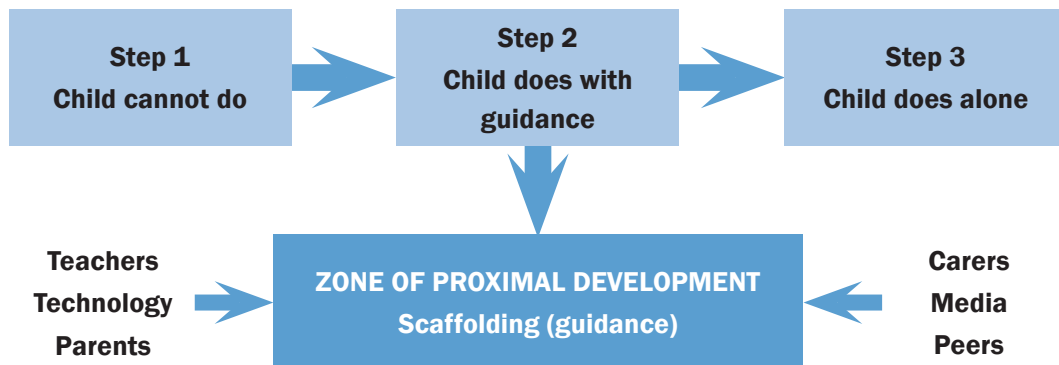 Step 1
Child cannot do
Step 2
Child does with
guidance
Step 3
Child does alone
Teachers
Technology
Parents
ZONE OF PROXIMAL DEVELOPMENT
Scaffolding (guidance)
Carers
Media
Peers